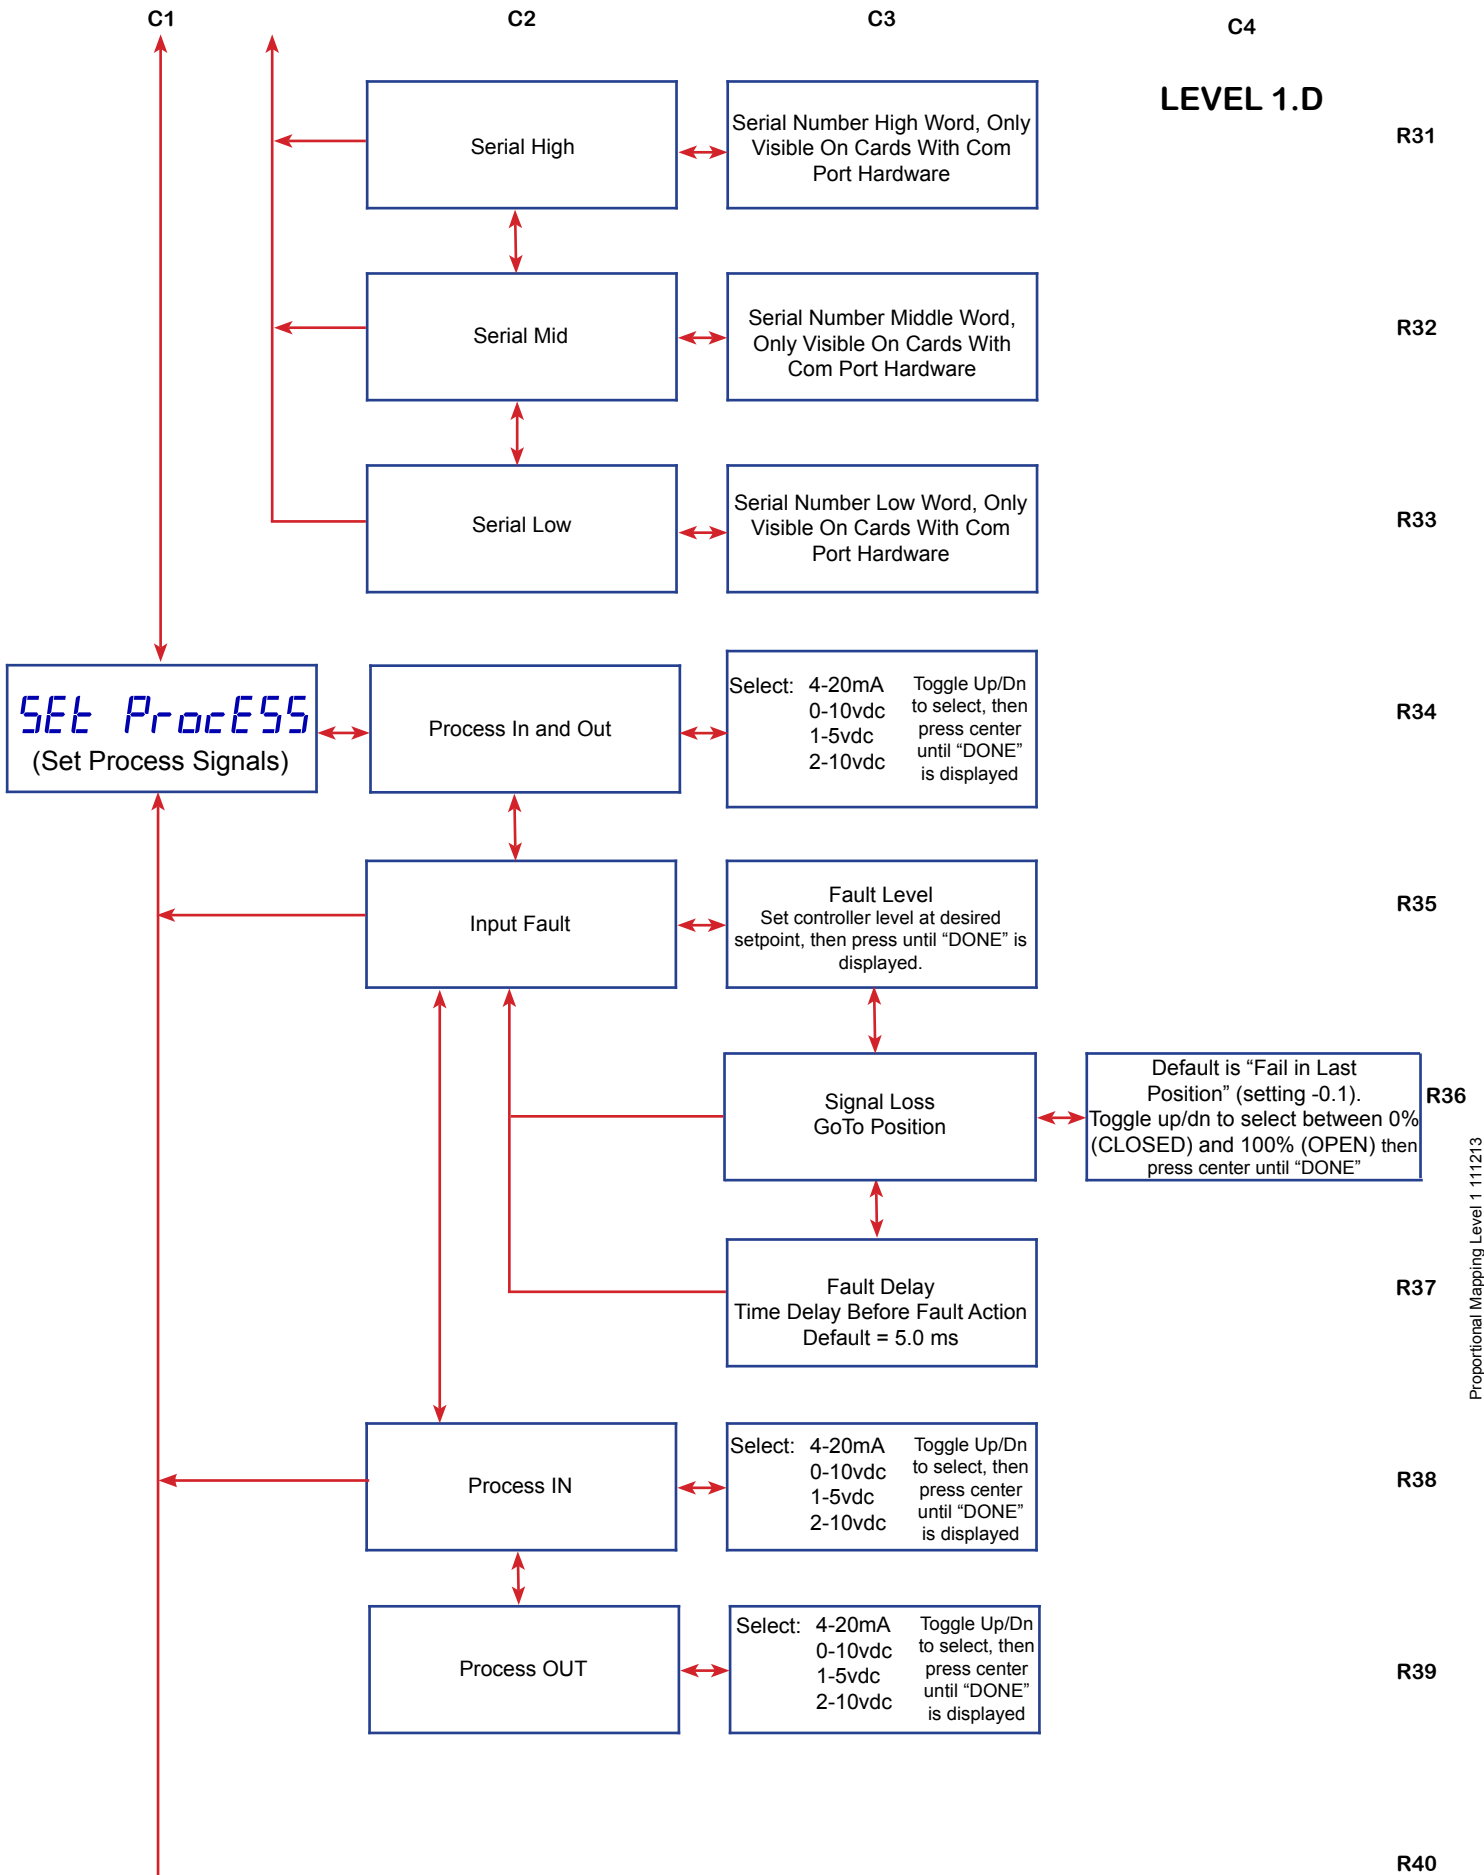 C1
C2
C3
C4
LEVEL 1.D
Serial High
Serial Number High Word, Only
Visible On Cards With Com
Port Hardware
R31
Serial Mid
Serial Number Middle Word,
Only Visible On Cards With
Com Port Hardware
R32
Serial Low
Serial Number Low Word, Only
Visible On Cards With Com
Port Hardware
R33
SEt ProcESS
(Set Process Signals)
Process In and Out
Select: 4-20mA
0-10vdc
1-5vdc
2-10vdc
Toggle Up/Dn
to select, then
press center
until “DONE”
is displayed
R34
Input Fault
Fault Level
Set controller level at desired
setpoint, then press until “DONE” is
displayed.
R35
Signal Loss
GoTo Position
Default is “Fail in Last
Position” (setting -0.1).
Toggle up/dn to select between 0%
(CLOSED) and 100% (OPEN) then
press center until “DONE”
R36
Fault Delay
Time Delay Before Fault Action
Default = 5.0 ms
R37
Proportional Mapping Level 1 111213
Process IN
Select: 4-20mA
0-10vdc
1-5vdc
2-10vdc
Toggle Up/Dn
to select, then
press center
until “DONE”
is displayed
R38
Process OUT
Select: 4-20mA
0-10vdc
1-5vdc
2-10vdc
Toggle Up/Dn
to select, then
press center
until “DONE”
is displayed
R39
R40